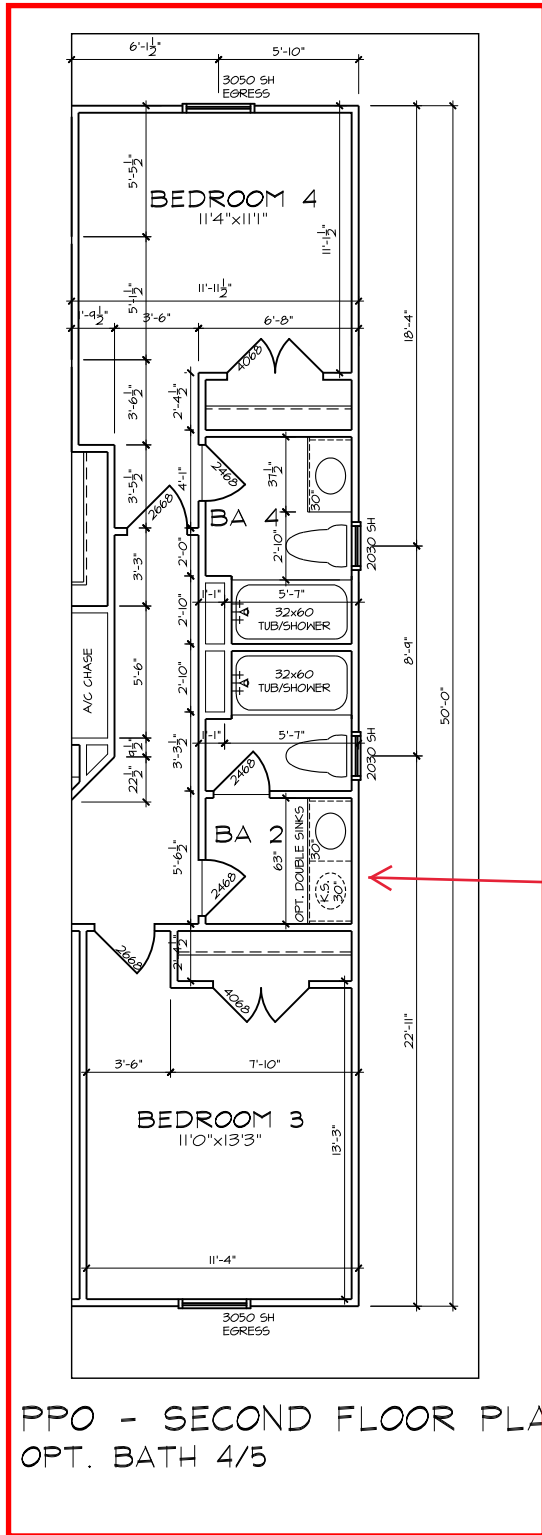 6'-1½"
5'-10"
3050 SH
EGRESS
5'-5½"
BEDROOM 4
11'4"x11'1"
11'-1½"
5'-1½"
11'-11½"
3'-6"
6'-8"
18'-4"
4068
3'-6½"
2'-4½"
3'-5½"
4'-1"
2468
37½"
30"
2668
BA 4
2'-10"
2030 SH
3'-3"
2'-0"
1'-1"
5'-7"
2'-10"
32x60
TUB/SHOWER
A/C CHASE
5'-6"
8'-9"
50'-0"
2'-10"
32x60
TUB/SHOWER
1'-1"
5'-7"
9½"
3'-3½"
2030 SH
22½"
2468
BA 2
OPT. DOUBLE SINKS
30"
5'-6½"
63"
2468
K.S.
30"
2668
2'-4½"
4068
22'-11"
3'-6"
7'-10"
BEDROOM 3
11'0"x13'3"
13'-3"
11'-4"
3050 SH
EGRESS
PPO - SECOND FLOOR
OPT. BATH 4/5